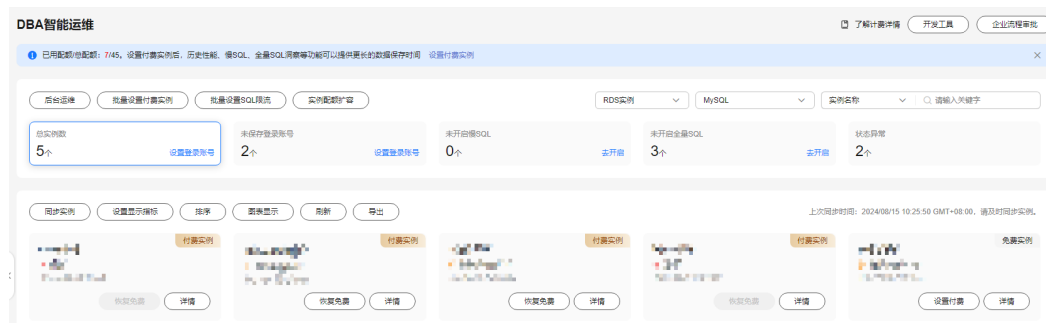 DBA智能运维 了解计费详情 开发工具 企业流程审批
已用配额/总配额：7/45。设置付费实例后，历史性能、慢SQL、全量SQL洞察等功能可以提供更长的数据保存时间 设置付费实例
后台运维 批量设置付费实例 批量设置SQL限流 实例配额扩容 RDS实例 MySQL 实例名称 请输入关键字
总实例数 未保存登录账号 未开启慢SQL 未开启全量SQL 状态异常
5个 设置登录账号 2个 设置登录账号 0个 去开启 3个 去开启 2个
同步实例 设置显示指标 排序 图表显示 刷新 导出 上次同步时间：2024/08/15 10:25:50 GMT+08:00，请及时同步实例。
付费实例 付费实例 付费实例 付费实例 免费实例
恢复免费 详情 恢复免费 详情 恢复免费 详情 恢复免费 详情 设置付费 详情